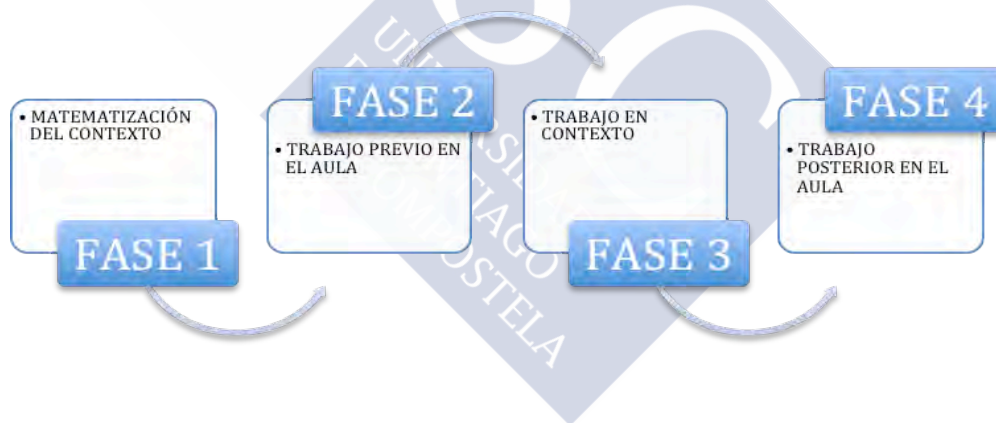 • MATEMATIZACIÓN
DEL CONTEXTO
FASE 1
FASE 2
• TRABAJO PREVIO EN
EL AULA
• TRABAJO EN
CONTEXTO
FASE 3
FASE 4
• TRABAJO
POSTERIOR EN EL
AULA